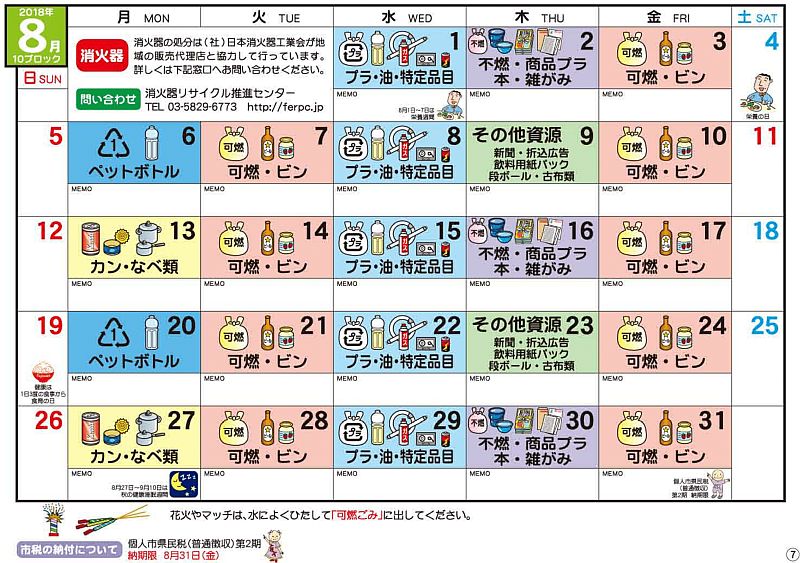 2018年
8月
10ブロック
日 SUN
月 MON
火 TUE
水 WED
木 THU
金 FRI
土 SAT
消火器
消火器の処分は（社）日本消火器工業会が地
域の販売代理店と協力して行っています。
詳しくは下記窓口へお問い合わせください。
問い合わせ
消火器リサイクル推進センター
TEL 03-5829-6773 http://ferpc.jp
1
プラ・油・特定品目
MEMO
8月1日〜7日は
栄養週間
不燃
2
不燃・商品プラ
本・雑がみ
MEMO
可燃
3
可燃・ビン
MEMO
4
栄養の日
5
1
6
ペットボトル
MEMO
可燃
7
可燃・ビン
MEMO
プラ
8
プラ・油・特定品目
MEMO
その他資源 9
新聞・折込広告
飲料用紙パック
段ボール・古布類
MEMO
可燃
10
可燃・ビン
MEMO
11
12
13
カン・なべ類
MEMO
可燃
14
可燃・ビン
MEMO
プラ
15
プラ・油・特定品目
MEMO
不燃
16
不燃・商品プラ
本・雑がみ
MEMO
可燃
17
可燃・ビン
MEMO
18
19
健康は
1日3度の食事から
食育の日
1
20
ペットボトル
MEMO
可燃
21
可燃・ビン
MEMO
プラ
22
プラ・油・特定品目
MEMO
その他資源 23
新聞・折込広告
飲料用紙パック
段ボール・古布類
MEMO
可燃
24
可燃・ビン
MEMO
25
26
27
カン・なべ類
MEMO
8月27日〜9月10日は
秋の健康睡眠週間
可燃
28
可燃・ビン
MEMO
プラ
29
プラ・油・特定品目
MEMO
不燃
30
不燃・商品プラ
本・雑がみ
MEMO
可燃
31
可燃・ビン
MEMO
個人市県民税
（普通徴収）
第2期 納期限
花火やマッチは、水によくひたして「可燃ごみ」に出してください。
市税の納付について
個人市県民税（普通徴収）第2期
納期限 8月31日（金）
⑦